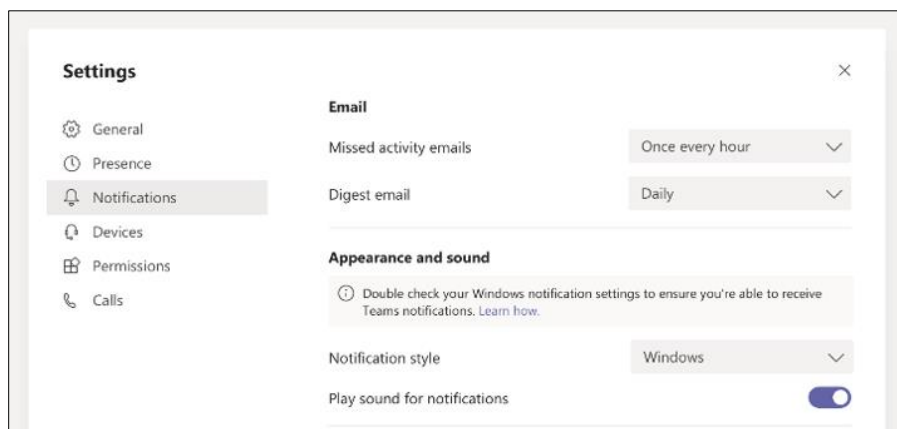 Settings
General
Presence
Notifications
Devices
Permissions
Calls
Email
Missed activity emails Once every hour
Digest email Daily
Appearance and sound
Double check your Windows notification settings to ensure you're able to receive
Teams notifications. Learn how.
Notification style Windows
Play sound for notifications